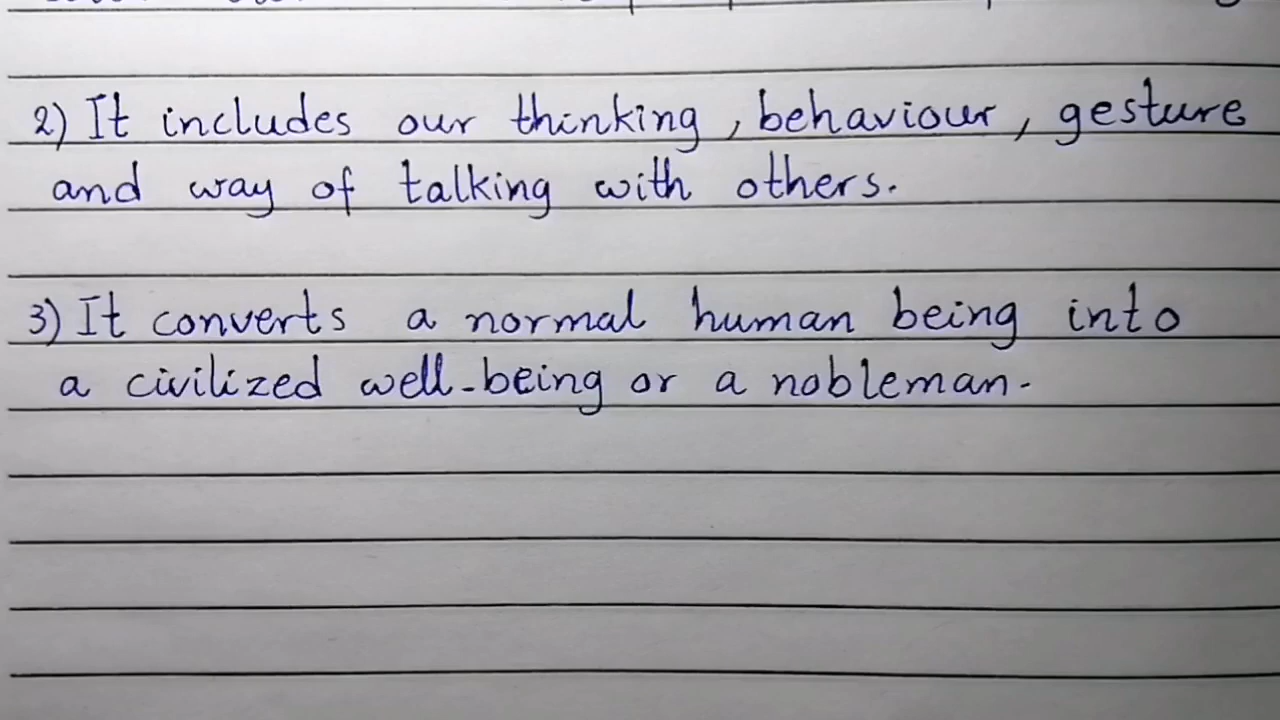 2) It includes our thinking, behaviour, gesture
and way of talking with others.
3) It converts a normal human being into
a civilized well-being or a nobleman.